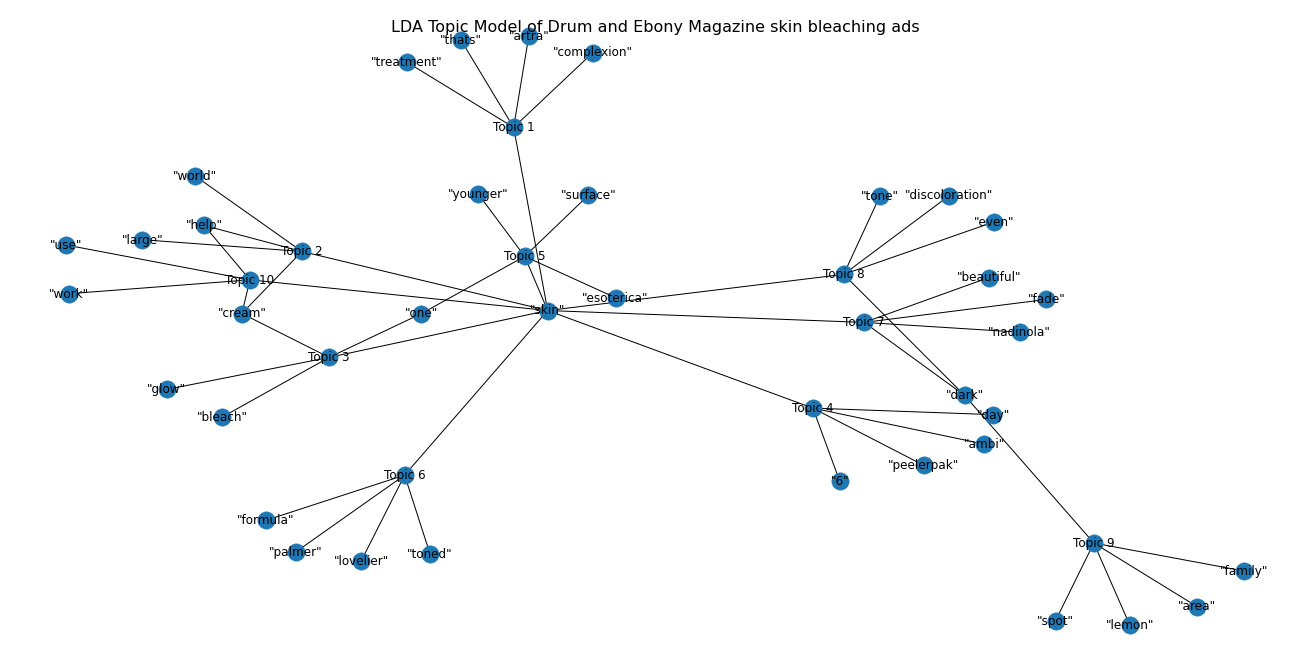 LDA Topic Model of Drum and Ebony Magazine skin bleaching ads
"thats"
"artra"
"complexion"
"treatment"
Topic 1
"world"
"younger"
"surface"
"tone"
"discoloration"
"help"
"even"
"large"
"use"
Topic 2
Topic 5
Topic 8
"beautiful"
Topic 10
"work"
"esoterica"
"fade"
"cream"
"one"
"skin"
Topic 7
"nadinola"
Topic 3
"glow"
"dark"
"bleach"
Topic 4
"day"
"ambi"
"peelerpak"
Topic 6
"6"
"formula"
"palmer"
"lovelier"
"toned"
Topic 9
"family"
"area"
"spot"
"lemon"